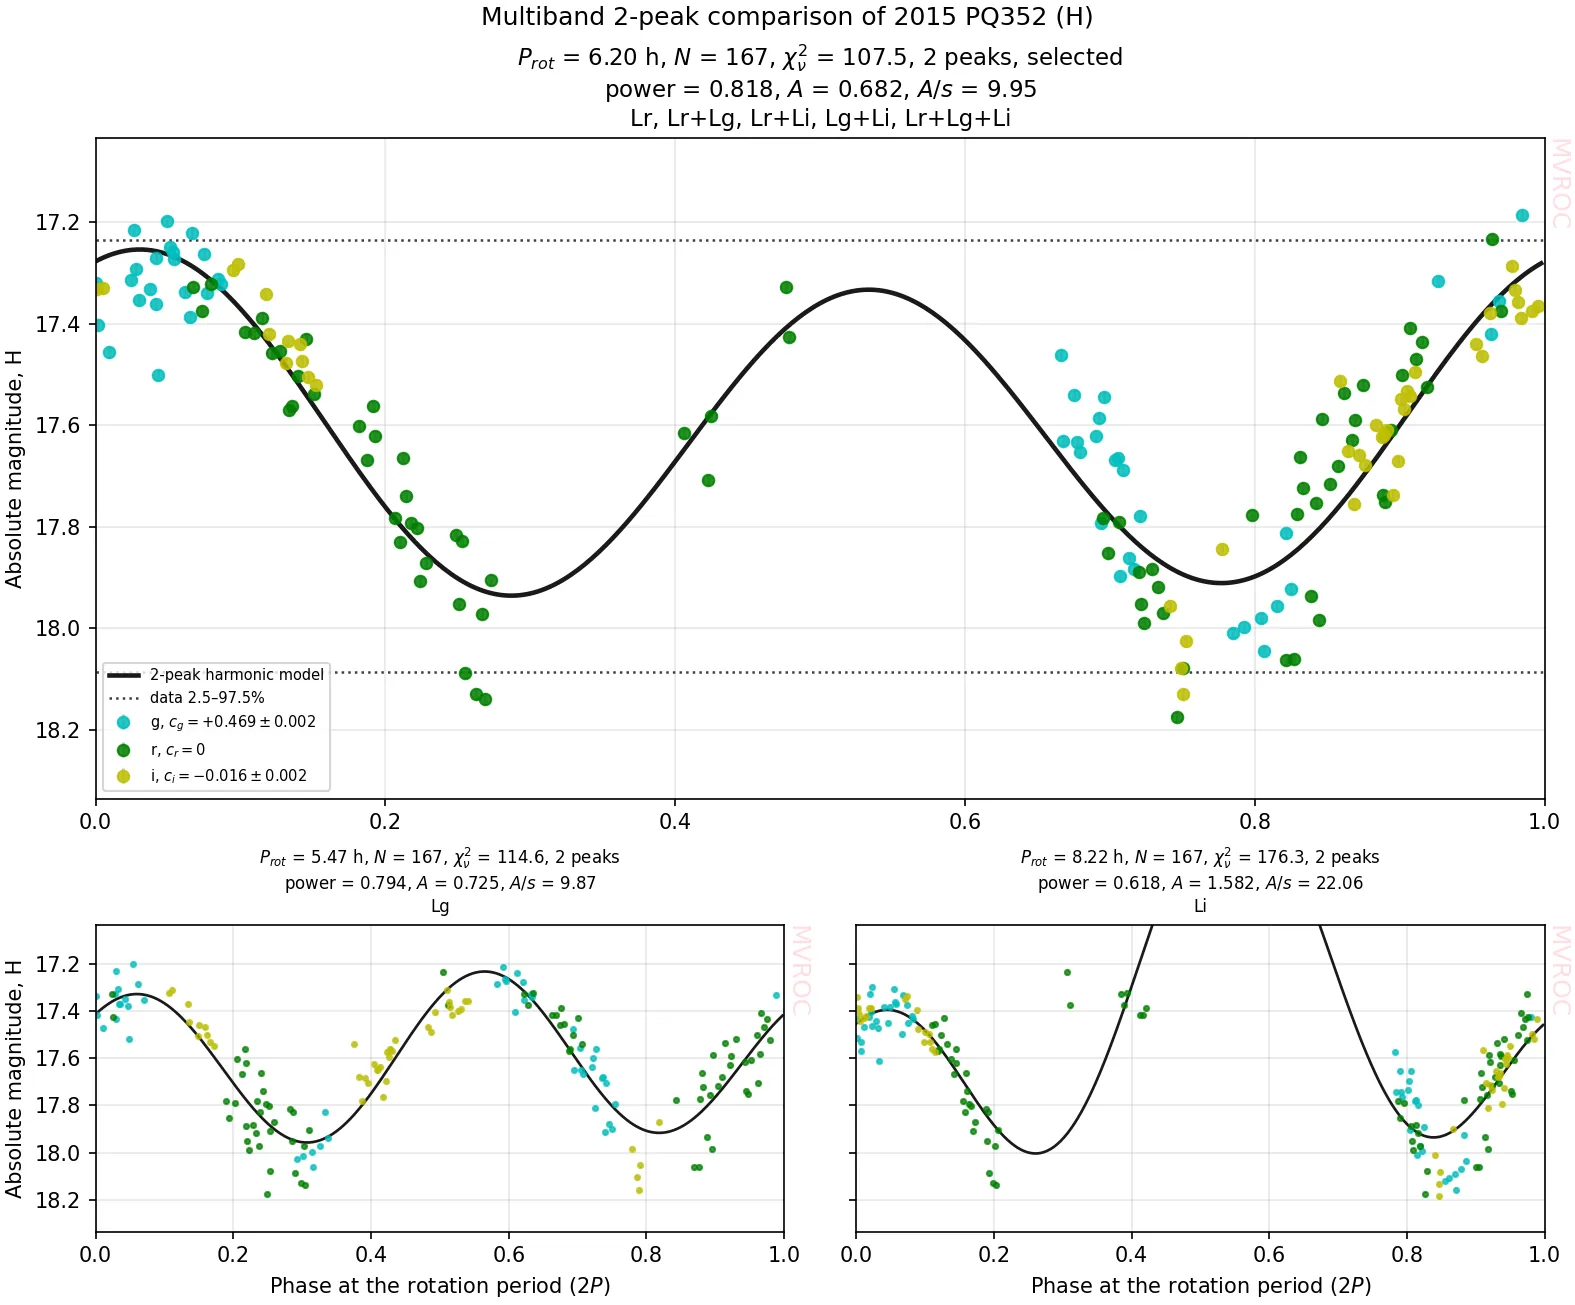 Multiband 2-peak comparison of 2015 PQ352 (H)
P_rot = 6.20 h, N = 167, χ²_ν = 107.5, 2 peaks, selected
power = 0.818, A = 0.682, A/s = 9.95
Lr, Lr+Lg, Lr+Li, Lg+Li, Lr+Lg+Li
MVROC
Absolute magnitude, H
17.2
17.4
17.6
17.8
18.0
18.2
2-peak harmonic model
data 2.5–97.5%
g, c_g = +0.469 ± 0.002
r, c_r = 0
i, c_i = −0.016 ± 0.002
0.0 0.2 0.4 0.6 0.8 1.0
P_rot = 5.47 h, N = 167, χ²_ν = 114.6, 2 peaks
power = 0.794, A = 0.725, A/s = 9.87
Lg
MVROC
Absolute magnitude, H
17.2
17.4
17.6
17.8
18.0
18.2
0.0 0.2 0.4 0.6 0.8 1.0
Phase at the rotation period (2P)
P_rot = 8.22 h, N = 167, χ²_ν = 176.3, 2 peaks
power = 0.618, A = 1.582, A/s = 22.06
Li
MVROC
0.0 0.2 0.4 0.6 0.8 1.0
Phase at the rotation period (2P)